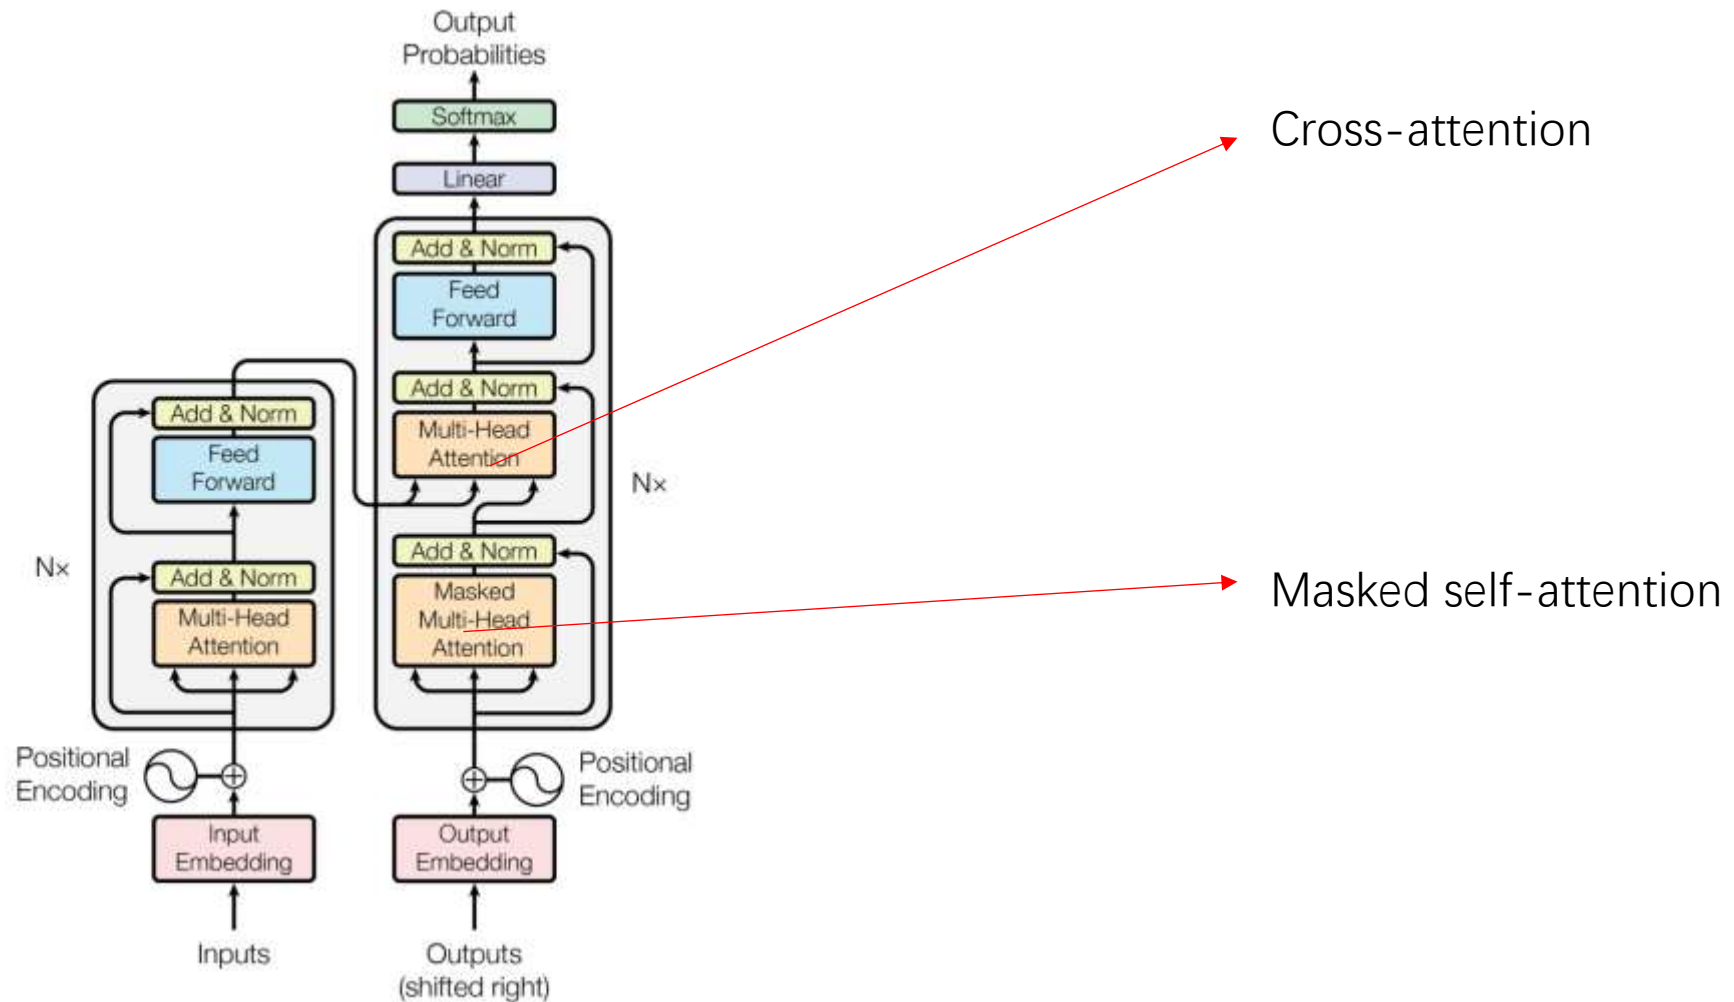 Output
Probabilities
Softmax
Linear
Add & Norm
Feed
Forward
Add & Norm
Multi-Head
Attention
Add & Norm
Masked
Multi-Head
Attention
Nx
Positional
Encoding
Output
Embedding
Outputs
(shifted right)
Add & Norm
Feed
Forward
Add & Norm
Multi-Head
Attention
Nx
Positional
Encoding
Input
Embedding
Inputs
Cross-attention
Masked self-attention